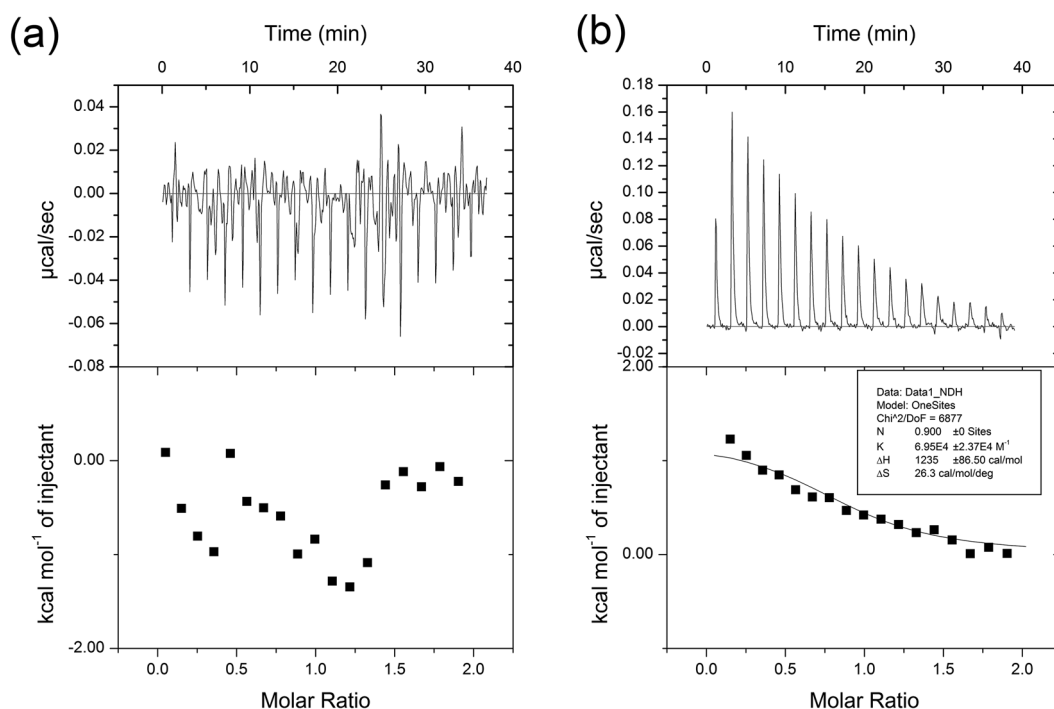 (a)
Time (min)
0 10 20 30 40
0.04
0.02
0.00
-0.02
-0.04
-0.06
-0.08
µcal/sec
0.00
-2.00
kcal mol⁻¹ of injectant
0.0 0.5 1.0 1.5 2.0
Molar Ratio
(b)
Time (min)
0 10 20 30 40
0.18
0.16
0.14
0.12
0.10
0.08
0.06
0.04
0.02
0.00
-0.02
µcal/sec
2.00
0.00
kcal mol⁻¹ of injectant
Data: Data1_NDH
Model: OneSites
Chi^2/DoF = 6877
N 0.900 ±0 Sites
K 6.95E4 ±2.37E4 M⁻¹
ΔH 1235 ±86.50 cal/mol
ΔS 26.3 cal/mol/deg
0.0 0.5 1.0 1.5 2.0
Molar Ratio